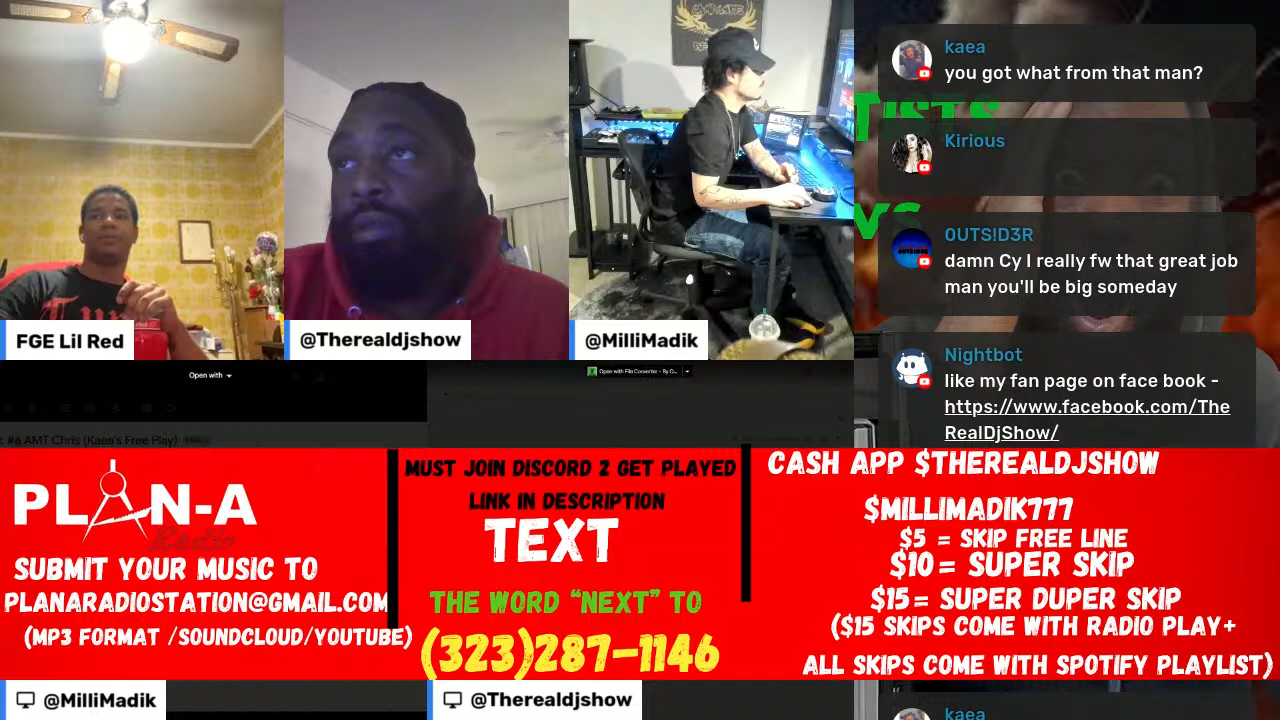 FGE Lil Red
@Therealdjshow
@MilliMadik
Open with
Open with File Converter - By O...
#6 AMT Chris (Kaea's Free Play)
kaea
you got what from that man?
Kirious
OUTS!D3R
damn Cy I really fw that great job
man you'll be big someday
Nightbot
like my fan page on face book -
https://www.facebook.com/The
RealDjShow/
PLAN-A
Radio
SUBMIT YOUR MUSIC TO
PLANARADIOSTATION@GMAIL.COM
(MP3 FORMAT /SOUNDCLOUD/YOUTUBE)
MUST JOIN DISCORD 2 GET PLAYED
LINK IN DESCRIPTION
TEXT
THE WORD “NEXT” TO
(323)287-1146
CASH APP $THEREALDJSHOW
$MILLIMADIK777
$5 = SKIP FREE LINE
$10 = SUPER SKIP
$15= SUPER DUPER SKIP
($15 SKIPS COME WITH RADIO PLAY+
ALL SKIPS COME WITH SPOTIFY PLAYLIST)
@MilliMadik
@Therealdjshow
kaea